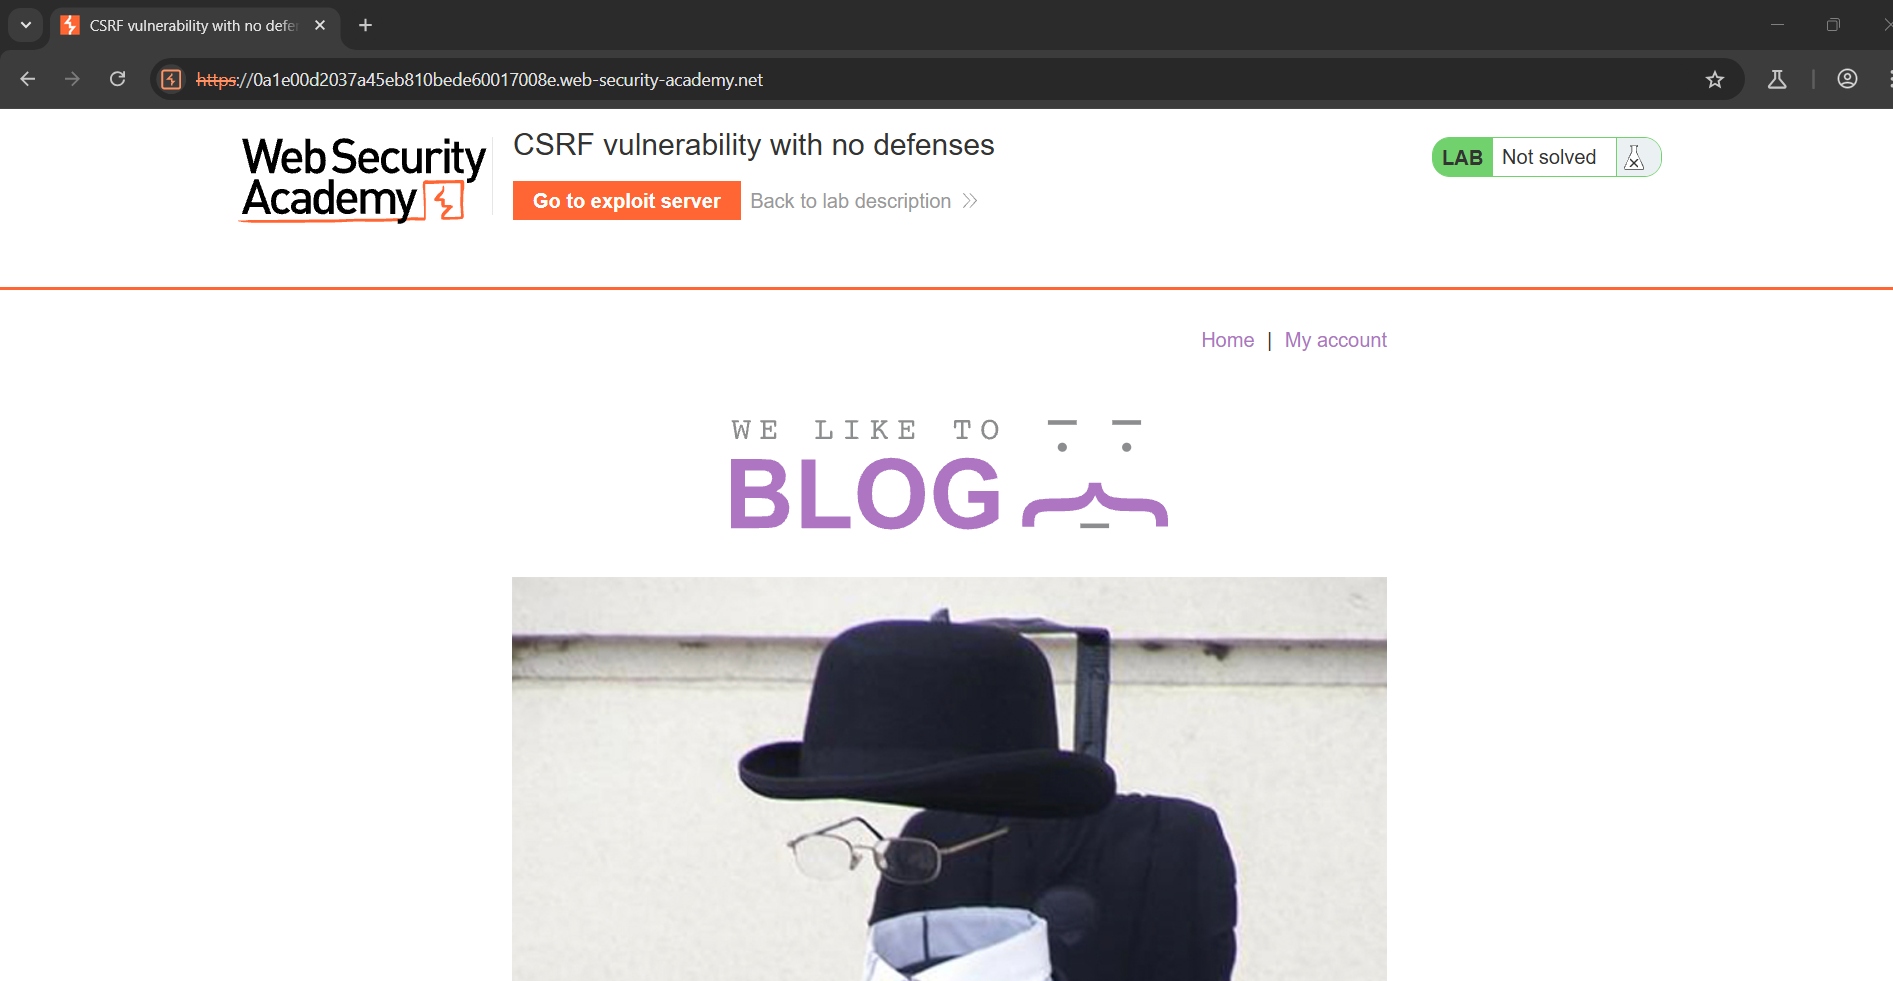 CSRF vulnerability with no defe
https://0a1e00d2037a45eb810bede60017008e.web-security-academy.net
Web Security
Academy
CSRF vulnerability with no defenses
Go to exploit server
Back to lab description
LAB
Not solved
Home | My account
WE LIKE TO
BLOG